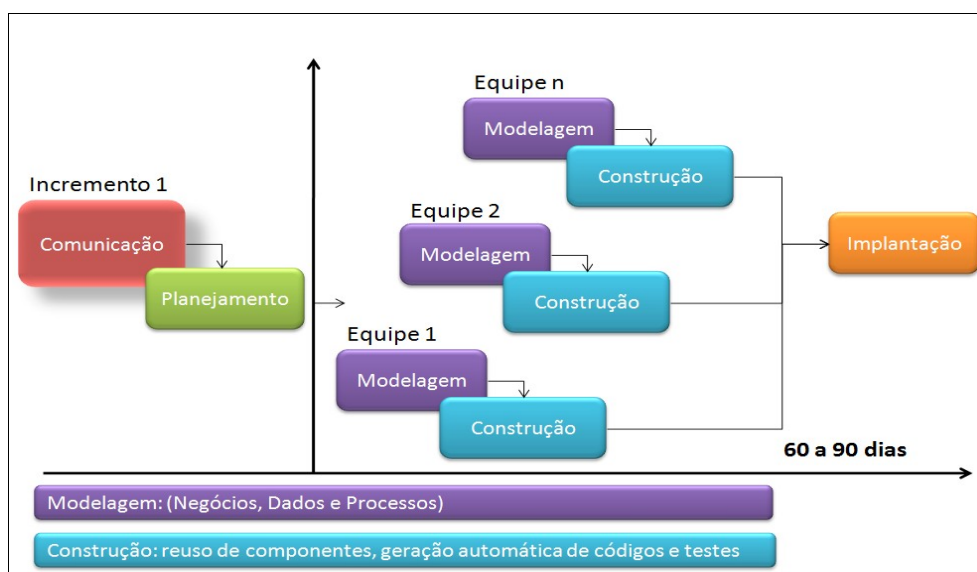 Incremento 1
Comunicação
Planejamento
Equipe n
Modelagem
Construção
Equipe 2
Modelagem
Construção
Equipe 1
Modelagem
Construção
Implantação
60 a 90 dias
Modelagem: (Negócios, Dados e Processos)
Construção: reuso de componentes, geração automática de códigos e testes